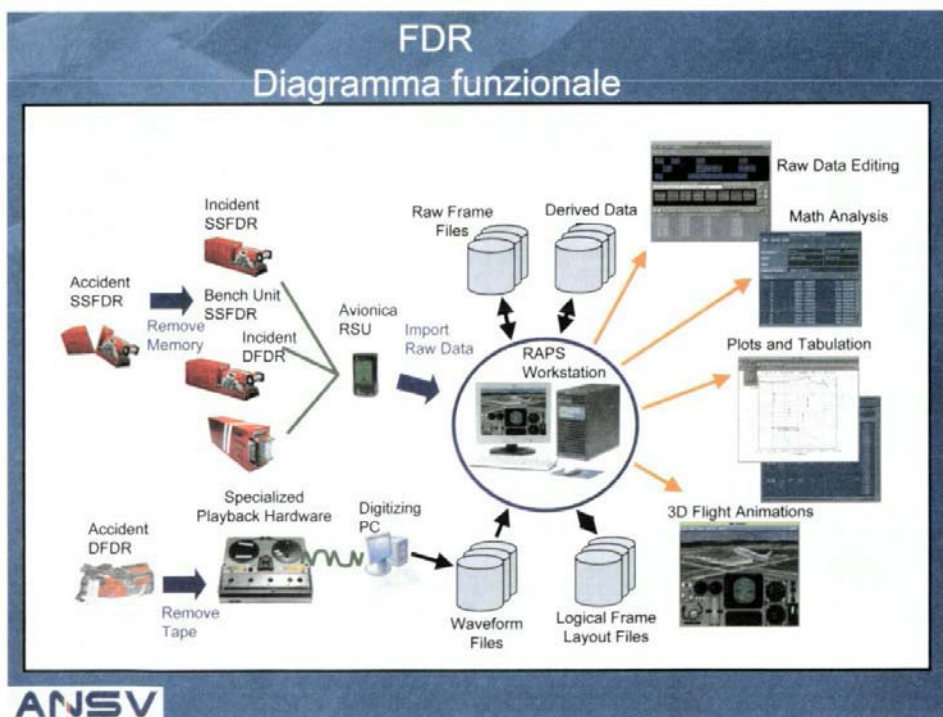 FDR
Diagramma funzionale
Incident
SSFDR
Accident
SSFDR
Remove
Memory
Bench Unit
SSFDR
Incident
DFDR
Avionica
RSU
Import
Raw Data
Raw Frame
Files
Derived Data
RAPS
Workstation
Raw Data Editing
Math Analysis
Plots and Tabulation
3D Flight Animations
Accident
DFDR
Remove
Tape
Specialized
Playback Hardware
Digitizing
PC
Waveform
Files
Logical Frame
Layout Files
ANSV